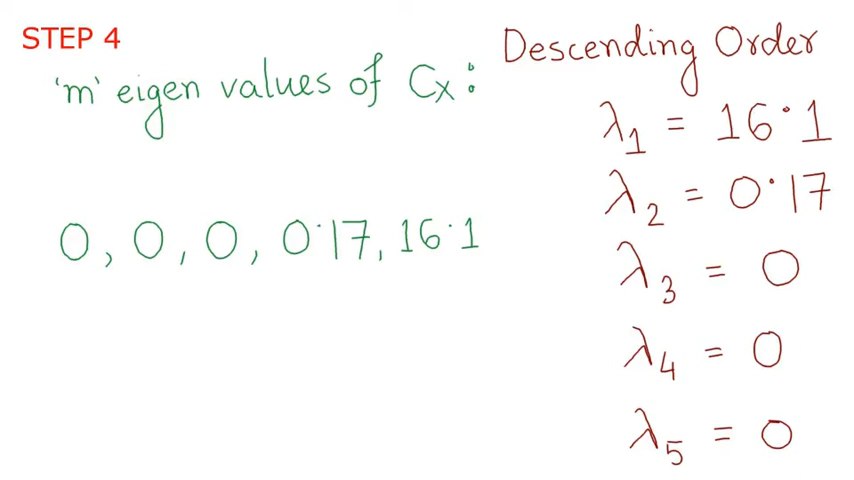 STEP 4
'm' eigen values of Cx:
0, 0, 0, 0·17, 16·1
Descending Order
λ1 = 16·1
λ2 = 0·17
λ3 = 0
λ4 = 0
λ5 = 0